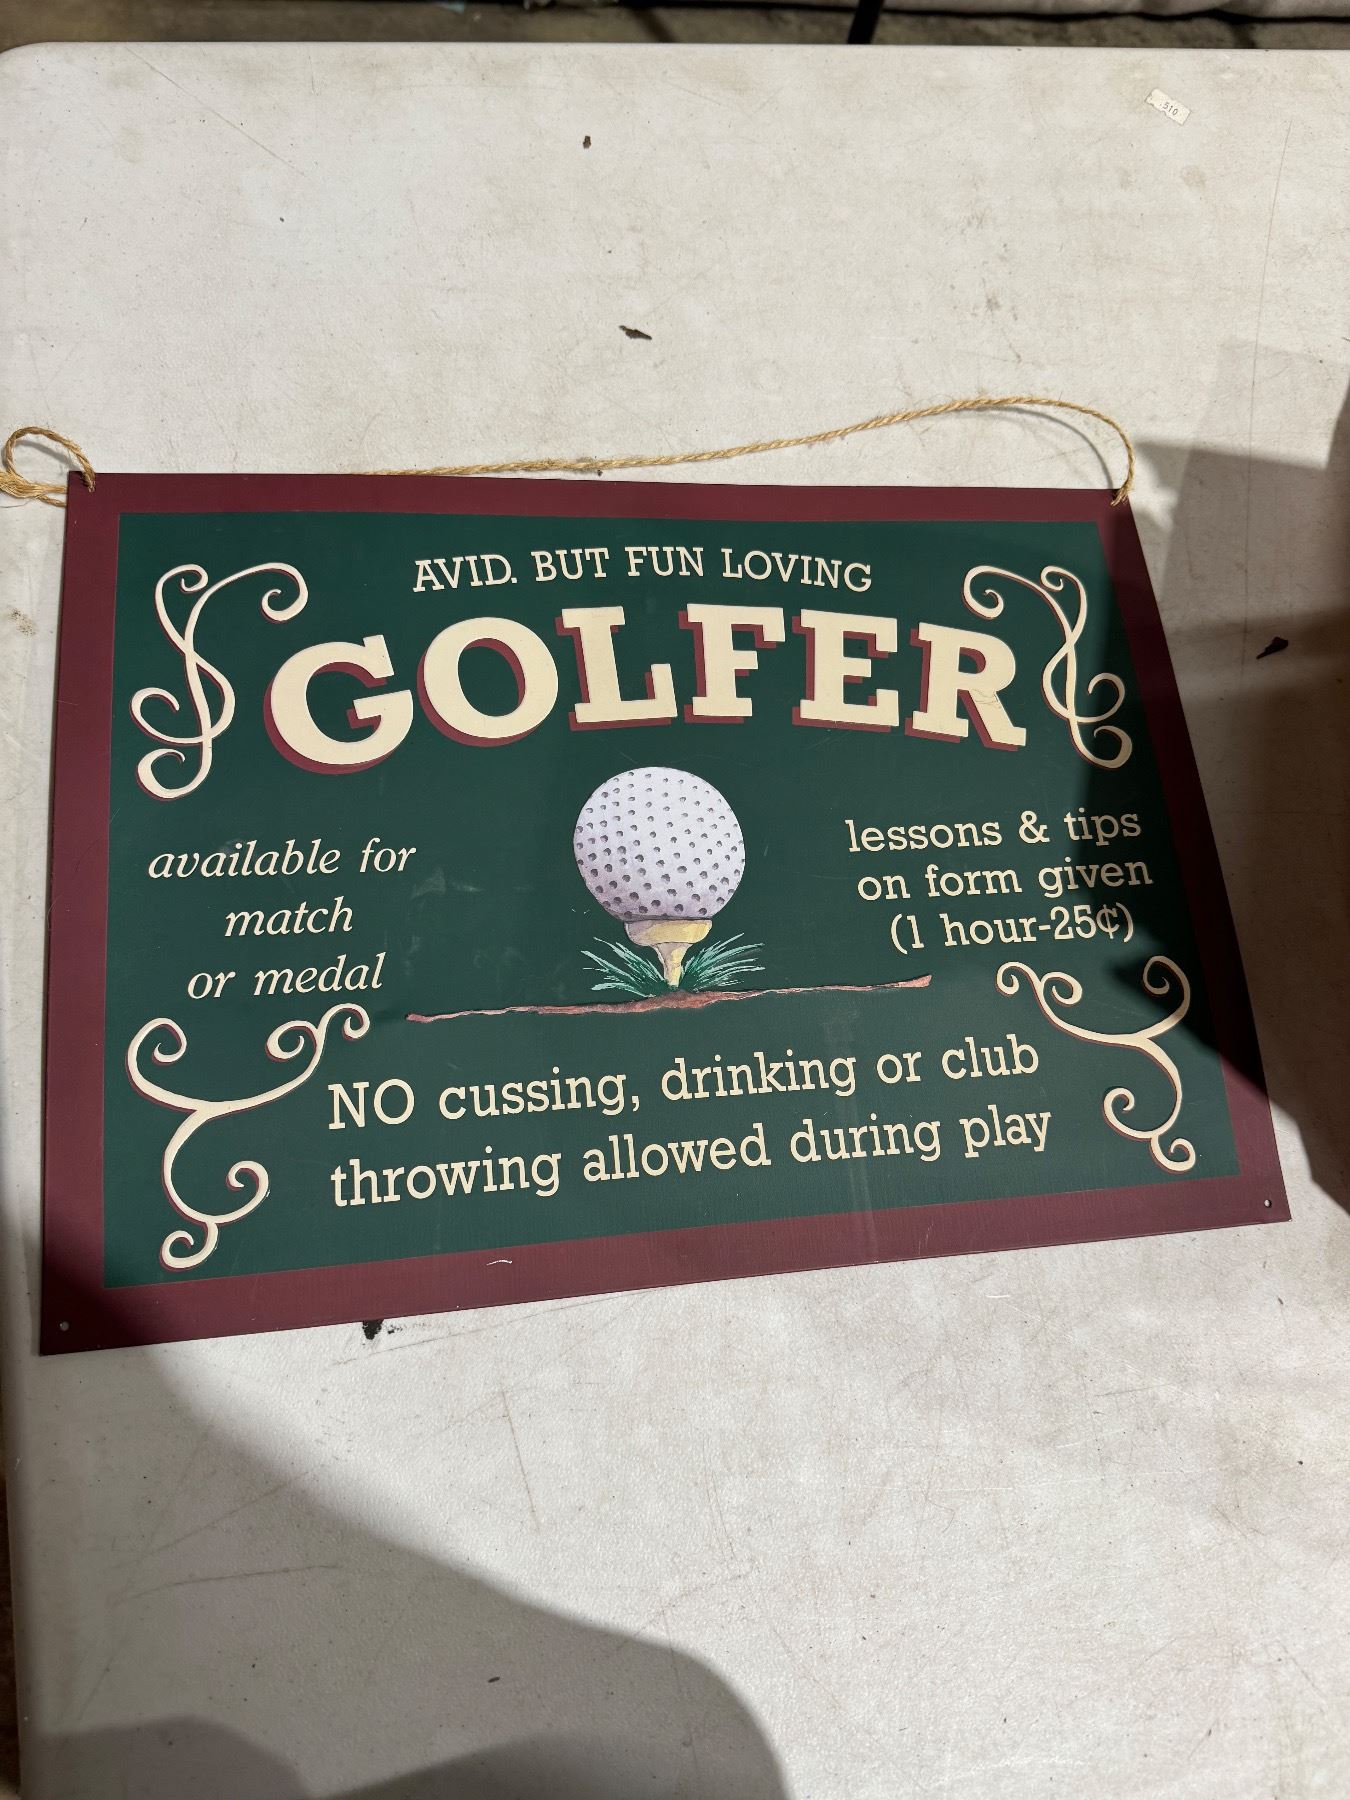 510
AVID. BUT FUN LOVING
GOLFER
available for
match
or medal
lessons & tips
on form given
(1 hour-25¢)
NO cussing, drinking or club
throwing allowed during play